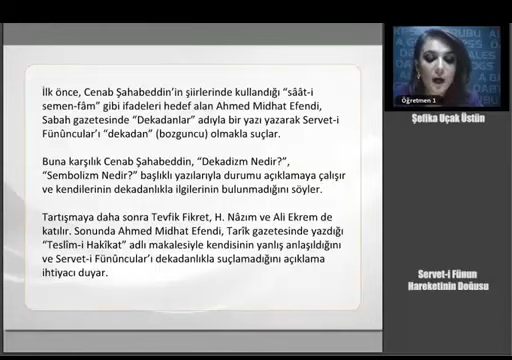 İlk önce, Cenab Şahabeddin'in şiirlerinde kullandığı "sâât-i
semen-fâm" gibi ifadeleri hedef alan Ahmed Midhat Efendi,
Sabah gazetesinde "Dekadanlar" adıyla bir yazı yazarak Servet-i
Fünûncular'ı "dekadan" (bozguncu) olmakla suçlar.
Buna karşılık Cenab Şahabeddin, "Dekadizm Nedir?",
"Sembolizm Nedir?" başlıklı yazılarıyla durumu açıklamaya çalışır
ve kendilerinin dekadanlıkla ilgilerinin bulunmadığını söyler.
Tartışmaya daha sonra Tevfik Fikret, H. Nâzım ve Ali Ekrem de
katılır. Sonunda Ahmed Midhat Efendi, Tarîk gazetesinde yazdığı
"Teslîm-i Hakîkat" adlı makalesiyle kendisinin yanlış anlaşıldığını
ve Servet-i Fünûncular'ı dekadanlıkla suçlamadığını açıklama
ihtiyacı duyar.
Öğretmen 1
Şefika Uçak Üstün
Servet-i Fünun
Hareketinin Doğusu